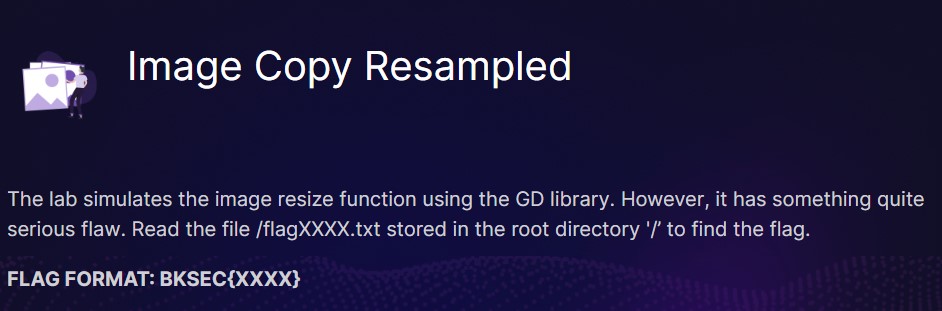 Image Copy Resampled
The lab simulates the image resize function using the GD library. However, it has something quite
serious flaw. Read the file /flagXXXX.txt stored in the root directory '/' to find the flag.
FLAG FORMAT: BKSEC{XXXX}